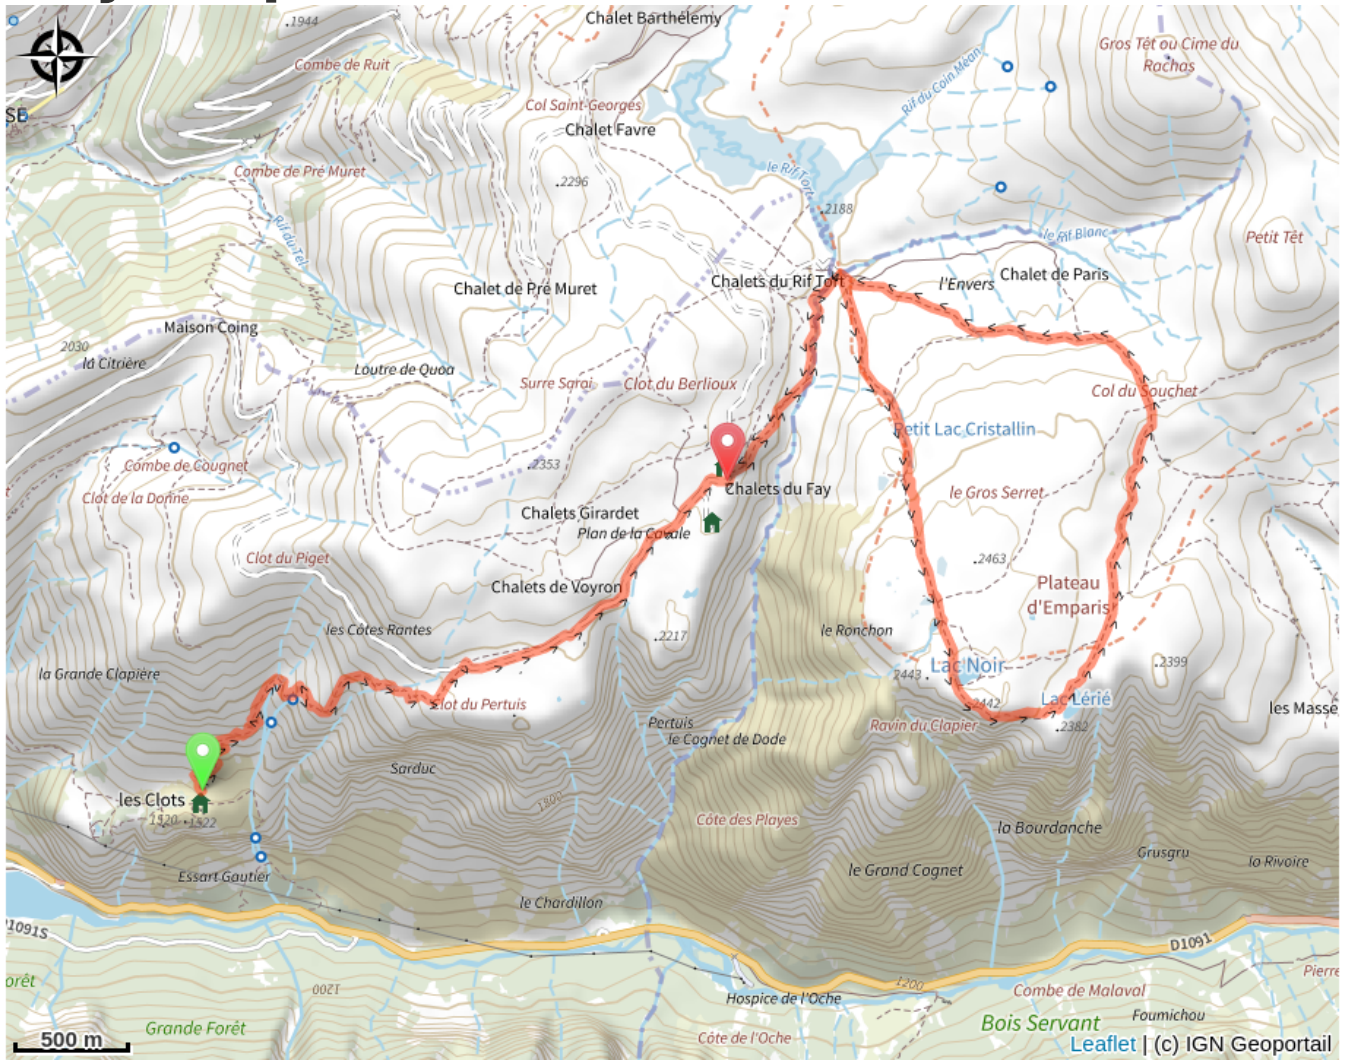 1944
Chalet Barthélemy
Gros Têt ou Cime du
Rachas
Combe de Ruit
Rif du Coin Méan
Col Saint-Georges
SE
Chalet Favre
Combe de Pré Muret
le Rif Tort
2296
2188
Rif du Tel
le Rif Blanc
Petit Têt
Chalets du Rif Tort
l'Envers
Chalet de Paris
Chalet de Pré Muret
Maison Coing
2030
la Citrière
Loutre de Quoa
Surre Sarai
Clot du Berlioux
Col du Souchet
Petit Lac Cristallin
Combe de Cougnet
2353
Clot de la Donne
Chalets du Fay
le Gros Serret
Chalets Girardet
Plan de la Cavale
Clot du Piget
2463
Chalets de Voyron
Plateau
d'Emparis
les Côtes Rantes
2217
le Ronchon
la Grande Clapière
2443
Lac Noir
2399
Clot du Pertuis
2442
Lac Lérié
les Masse
Pertuis
Ravin du Clapier
2382
le Cognet de Dode
Sarduc
les Clots
1520
1522
1800
Côte des Playes
la Bourdanche
Grusgru
la Rivoire
Essart Gautier
le Grand Cognet
le Chardillon
1091S
D1091
orêt
1200
Pierre
1200
Hospice de l'Oche
Combe de Malaval
Foumichou
Grande Forêt
Bois Servant
500 m
Côte de l'Oche
Leaflet | (c) IGN Geoportail